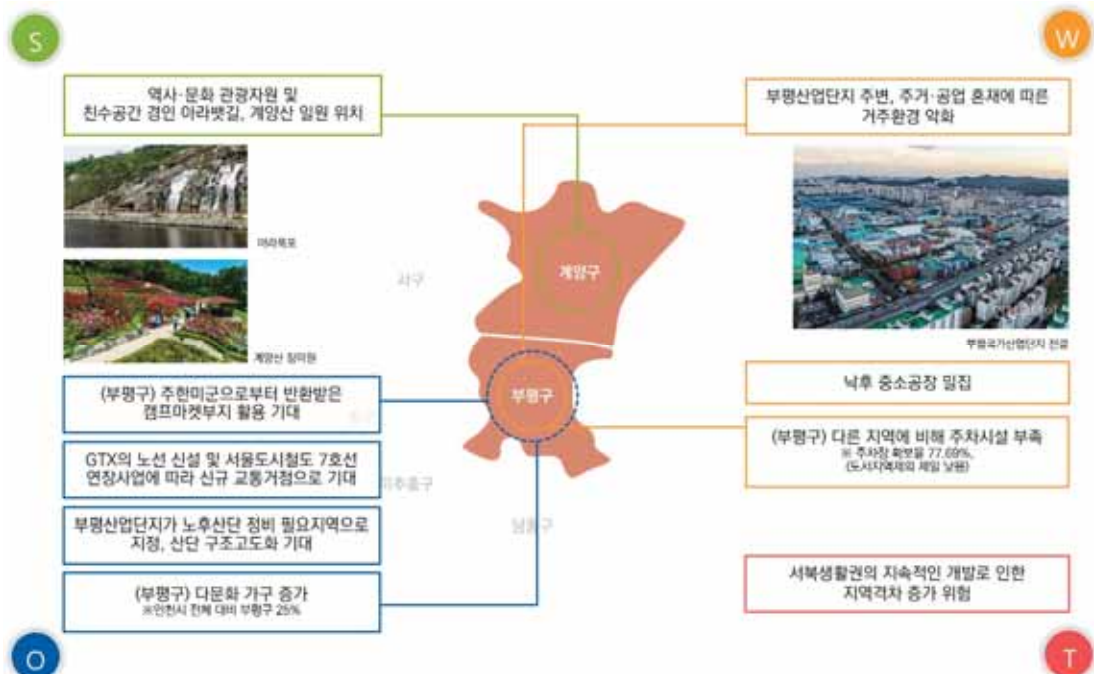 S
W
역사·문화 관광자원 및
친수공간 경인 아라뱃길, 계양산 일원 위치
아라폭포
계양산 장미원
부평산업단지 주변, 주거·공업 혼재에 따른
거주환경 악화
부평국가산업단지 전경
계양구
서구
부평구
(부평구) 주한미군으로부터 반환받은
캠프마켓부지 활용 기대
GTX의 노선 신설 및 서울도시철도 7호선
연장사업에 따라 신규 교통거점으로 기대
부평산업단지가 노후산단 정비 필요지역으로
지정, 산단 구조고도화 기대
(부평구) 다문화 가구 증가
※인천시 전체 대비 부평구 25%
미추홀구
남동구
낙후 중소공장 밀집
(부평구) 다른 지역에 비해 주차시설 부족
※ 주차장 확보율 77.69%,
(도서지역제외 제일 낮음)
서북생활권의 지속적인 개발로 인한
지역격차 증가 위험
O
T